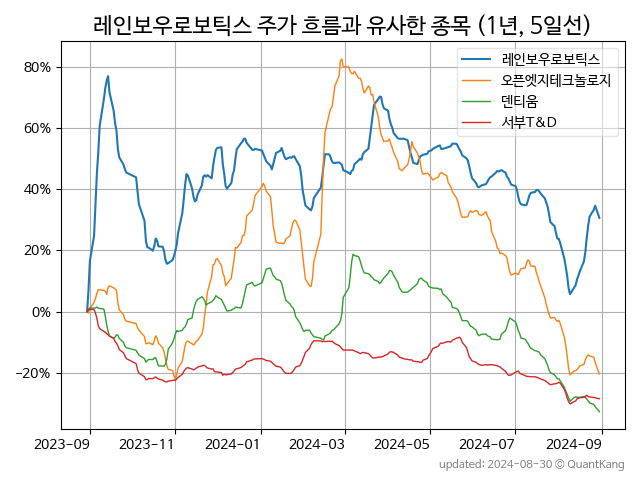 레인보우로보틱스 주가 흐름과 유사한 종목 (1년, 5일선)
레인보우로보틱스
오픈엣지테크놀로지
덴티움
서부T&D
80%
60%
40%
20%
0%
−20%
2023-09 2023-11 2024-01 2024-03 2024-05 2024-07 2024-09
updated: 2024-08-30 © QuantKang